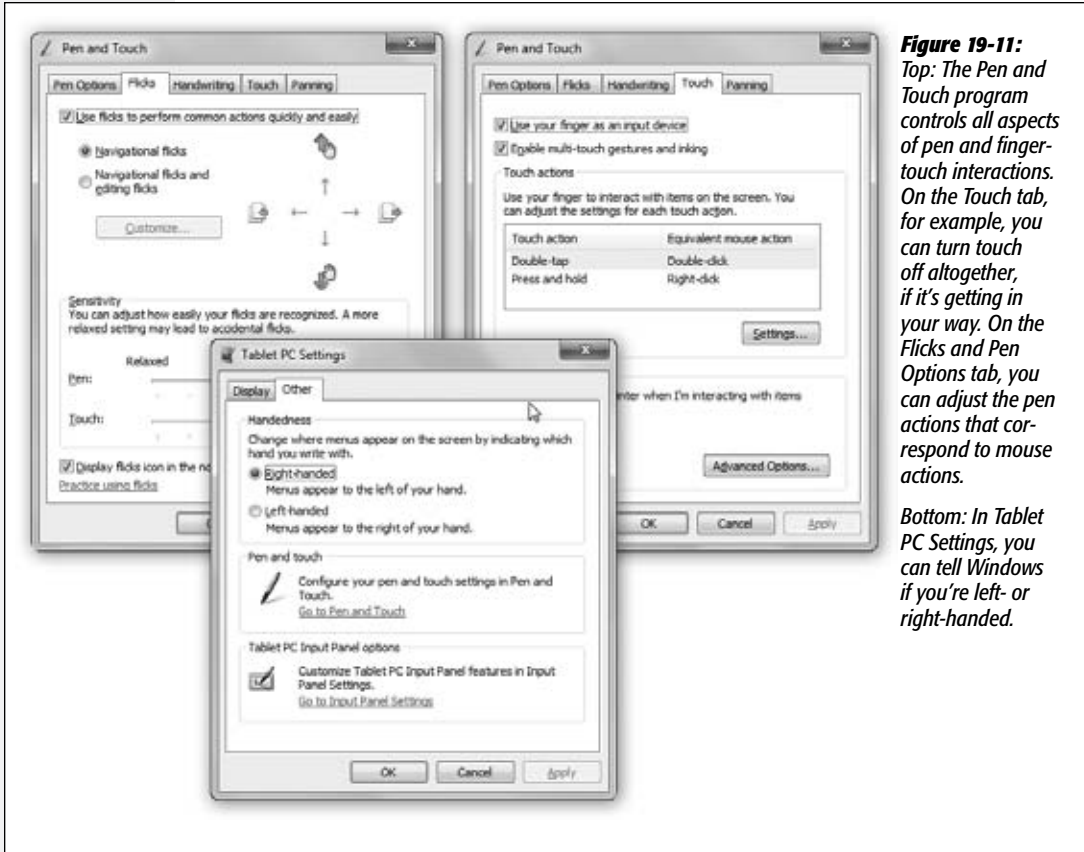 Pen and Touch
Pen Options Flicks Handwriting Touch Panning
Use flicks to perform common actions quickly and easily
Navigational flicks
Navigational flicks and
editing flicks
Customize...
Sensitivity
You can adjust how easily your flicks are recognized. A more
relaxed setting may lead to accidental flicks.
Relaxed
Pen:
Touch:
Display flicks icon in the no
Practice using flicks
Pen and Touch
Pen Options Flicks Handwriting Touch Panning
Use your finger as an input device
Enable multi-touch gestures and inking
Touch actions
Use your finger to interact with items on the screen. You
can adjust the settings for each touch action.
Touch action Equivalent mouse action
Double-tap Double-click
Press and hold Right-click
Settings...
when I'm interacting with items
Advanced Options...
OK Cancel Apply
Tablet PC Settings
Display Other
Handedness
Change where menus appear on the screen by indicating which
hand you write with.
Right-handed
Menus appear to the left of your hand.
Left-handed
Menus appear to the right of your hand.
Pen and touch
Configure your pen and touch settings in Pen and
Touch.
Go to Pen and Touch
Tablet PC Input Panel options
Customize Tablet PC Input Panel features in Input
Panel Settings.
Go to Input Panel Settings
OK Cancel Apply
Figure 19-11:
Top: The Pen and
Touch program
controls all aspects
of pen and finger-
touch interactions.
On the Touch tab,
for example, you
can turn touch
off altogether,
if it's getting in
your way. On the
Flicks and Pen
Options tab, you
can adjust the pen
actions that cor-
respond to mouse
actions.
Bottom: In Tablet
PC Settings, you
can tell Windows
if you're left- or
right-handed.